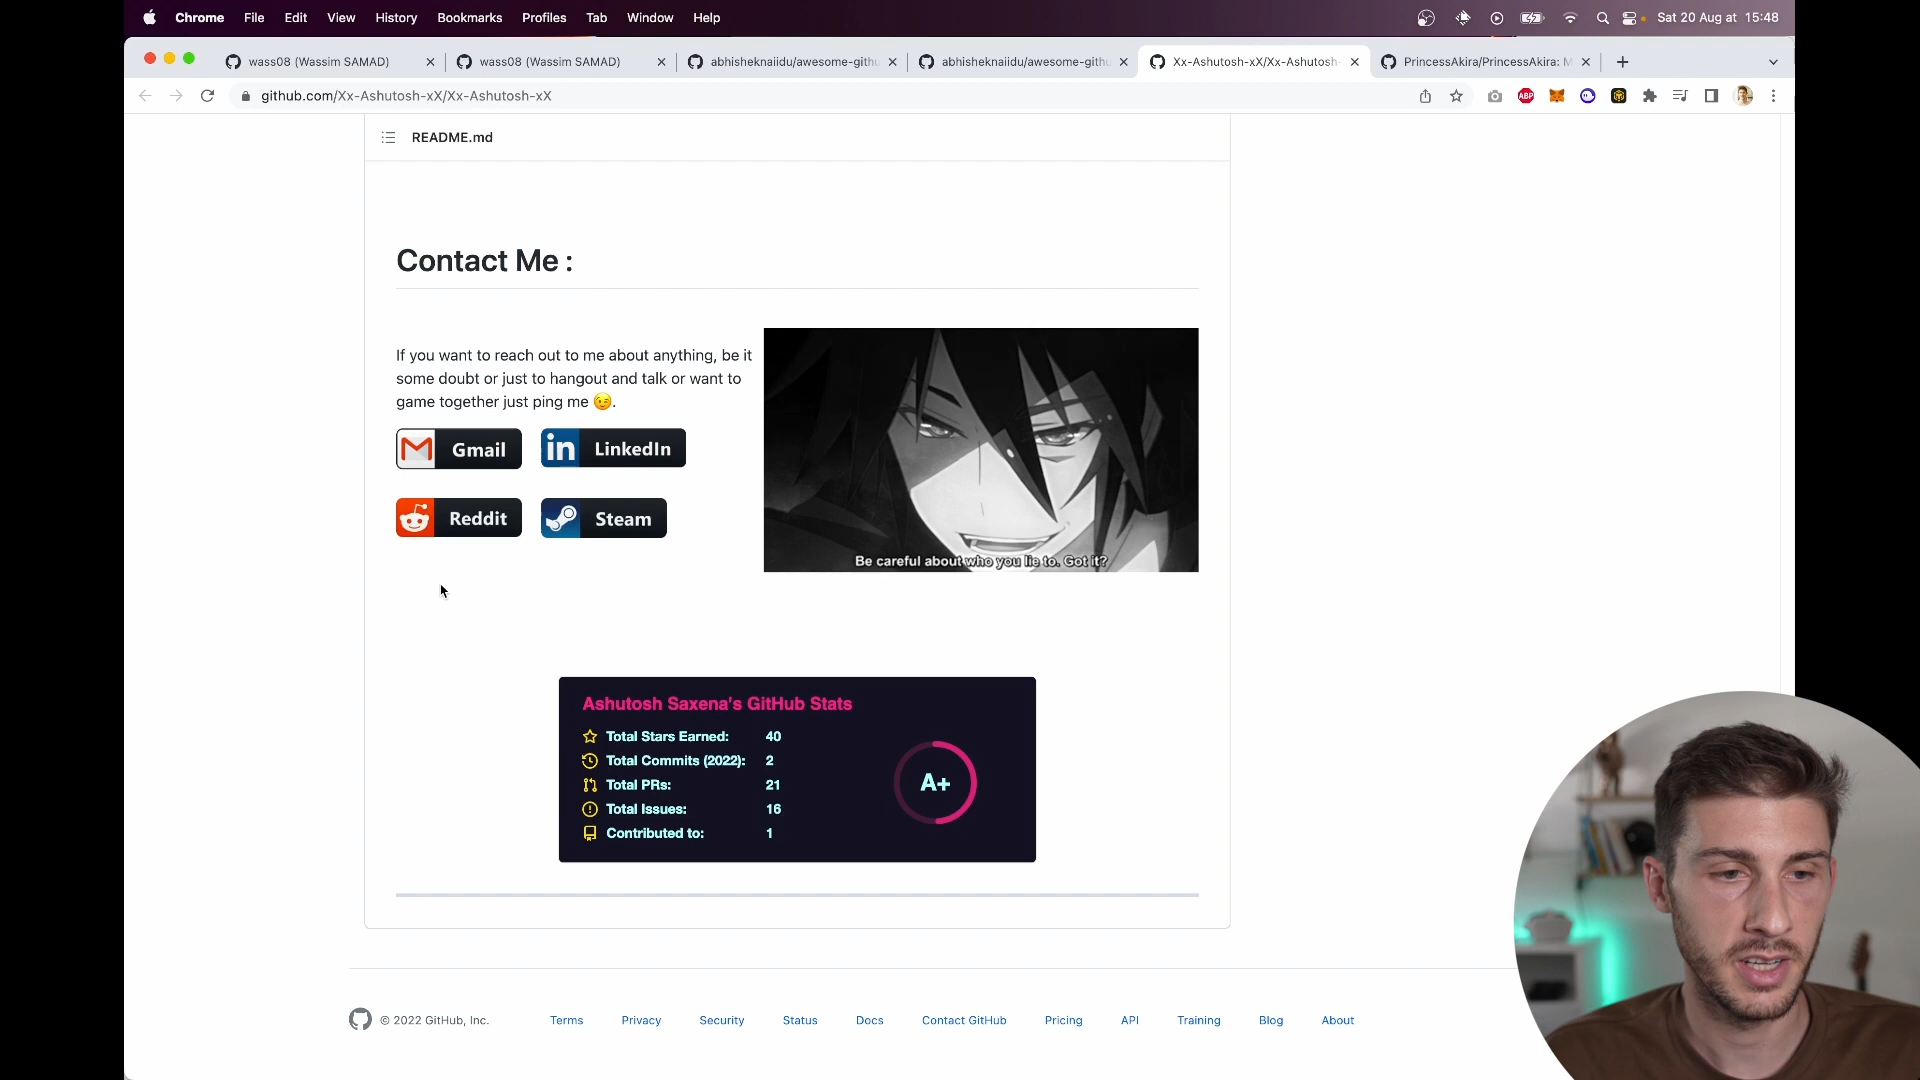 Chrome File Edit View History Bookmarks Profiles Tab Window Help Sat 20 Aug at 15:48
wass08 (Wassim SAMAD) wass08 (Wassim SAMAD) abhisheknaiidu/awesome-githu abhisheknaiidu/awesome-githu Xx-Ashutosh-xX/Xx-Ashutosh- PrincessAkira/PrincessAkira: M
github.com/Xx-Ashutosh-xX/Xx-Ashutosh-xX ABP
README.md
Contact Me :
If you want to reach out to me about anything, be it
some doubt or just to hangout and talk or want to
game together just ping me 😉.
Gmail LinkedIn
Reddit Steam
Be careful about who you lie to. Got it?
Ashutosh Saxena's GitHub Stats
Total Stars Earned: 40
Total Commits (2022): 2
Total PRs: 21
Total Issues: 16
Contributed to: 1
A+
© 2022 GitHub, Inc. Terms Privacy Security Status Docs Contact GitHub Pricing API Training Blog About